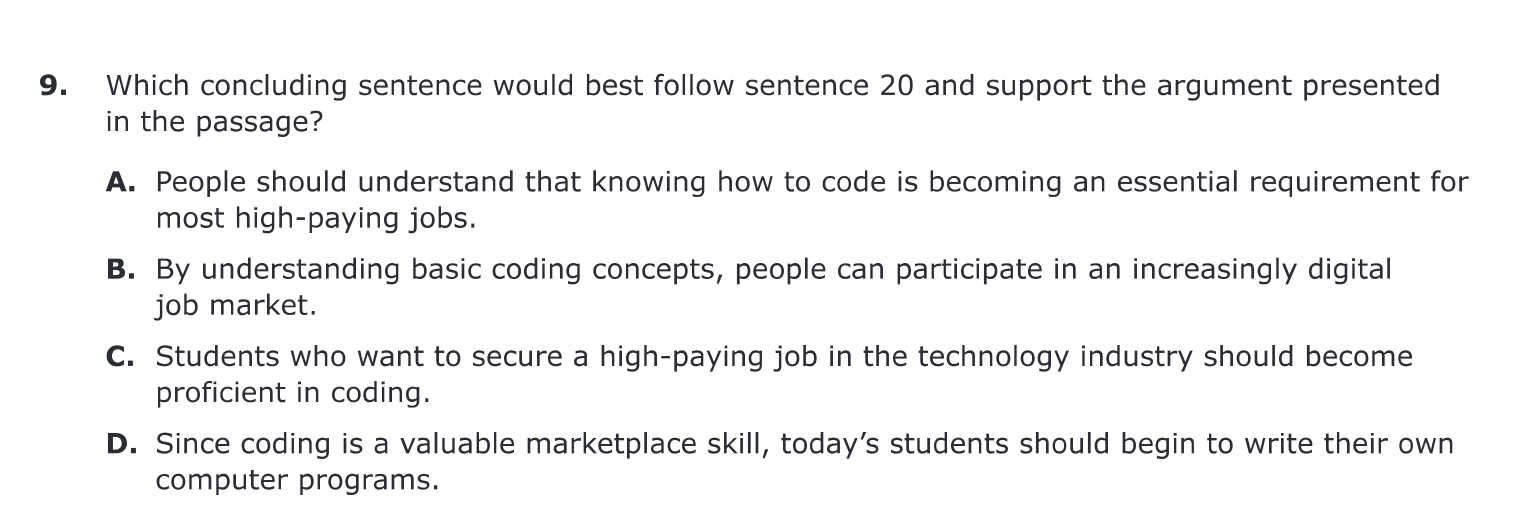 9. Which concluding sentence would best follow sentence 20 and support the argument presented
in the passage?
A. People should understand that knowing how to code is becoming an essential requirement for
most high-paying jobs.
B. By understanding basic coding concepts, people can participate in an increasingly digital
job market.
C. Students who want to secure a high-paying job in the technology industry should become
proficient in coding.
D. Since coding is a valuable marketplace skill, today’s students should begin to write their own
computer programs.